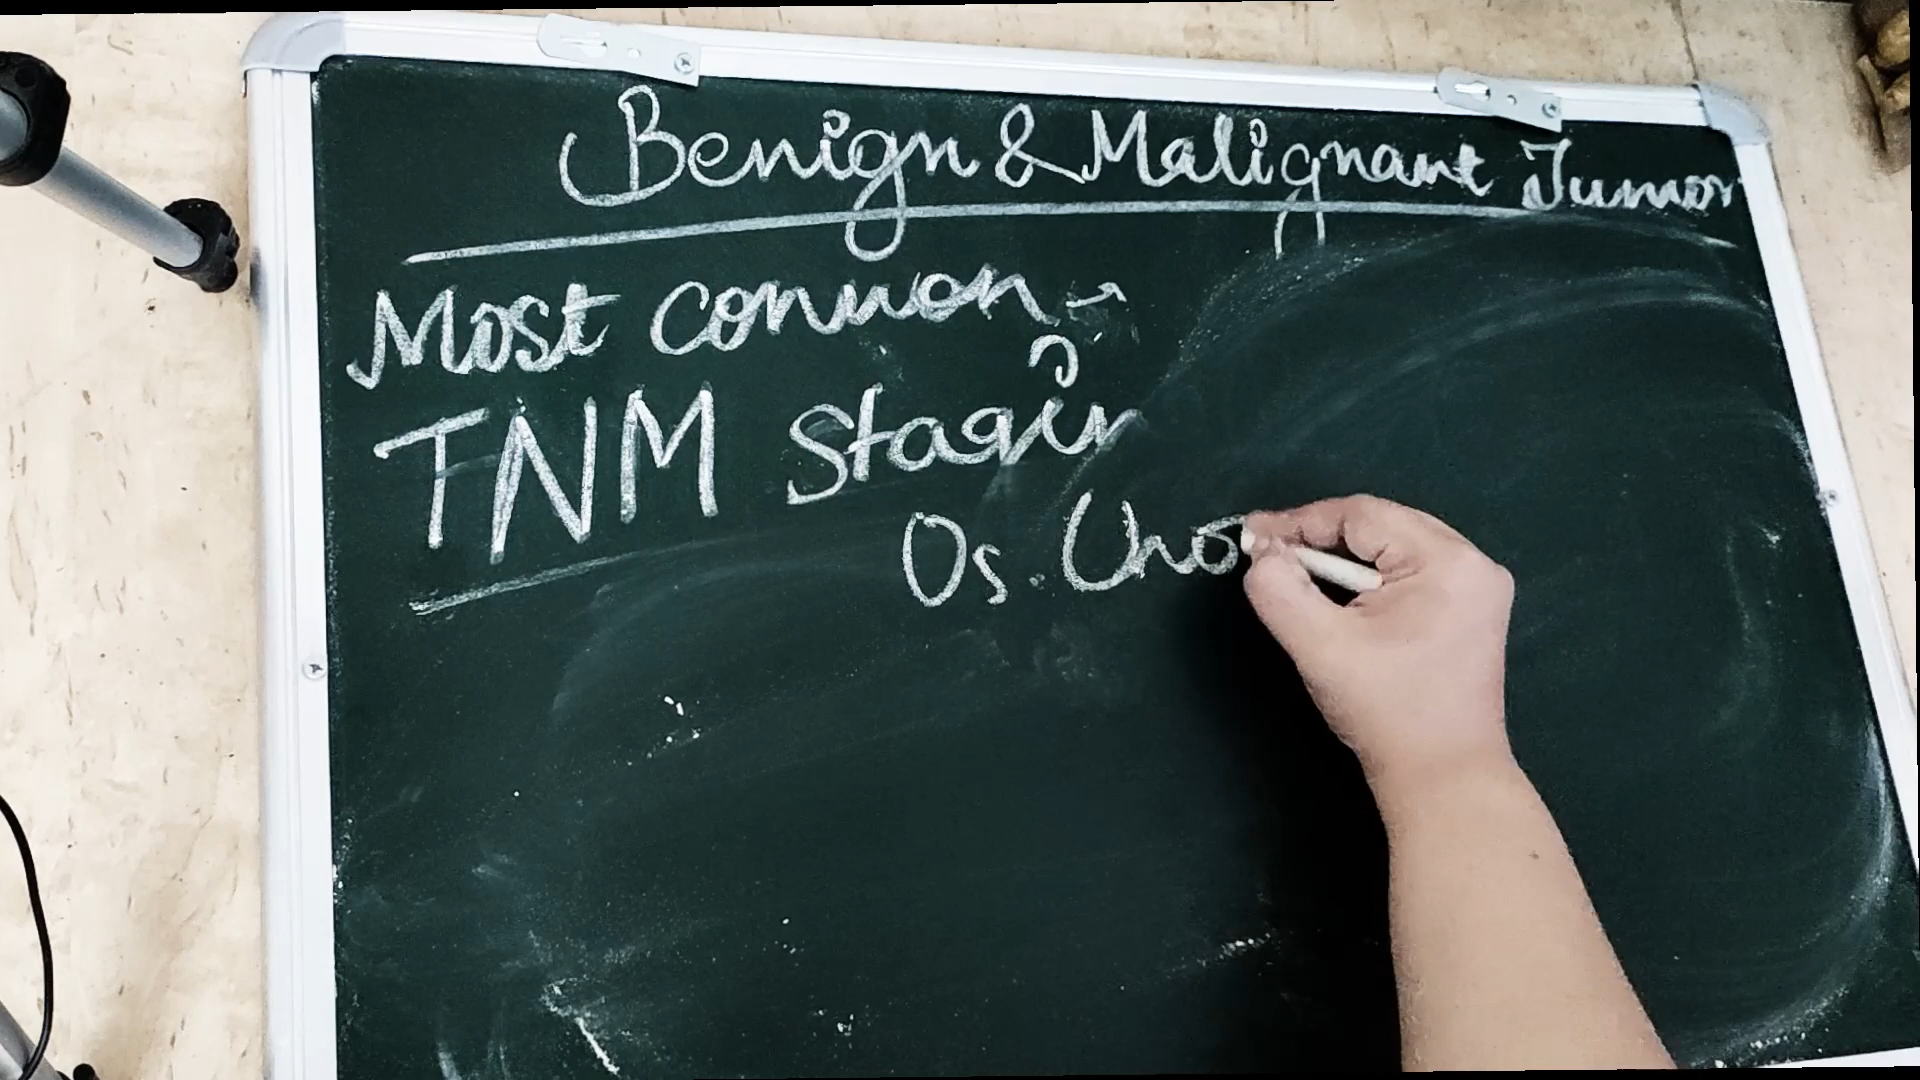 Benign & Malignant Tumor
Most common →
TNM Stagin
Os. Cho